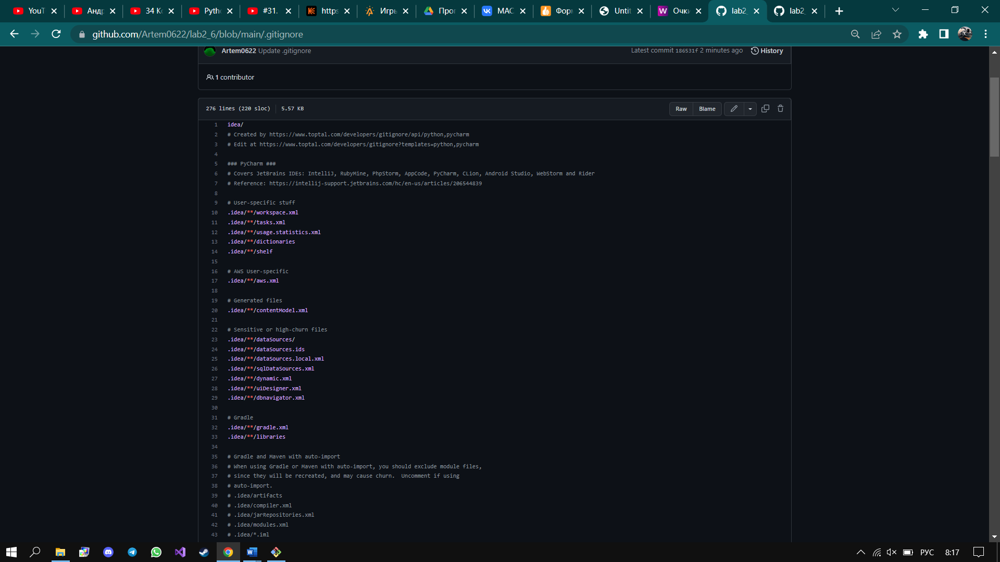 YouT
Андр
34 Ко
Pytho
#31.
https
Игры
Прог
МАС
Форм
Untit
Очки
lab2_
lab2_
github.com/Artem0622/lab2_6/blob/main/.gitignore
Artem0622 Update .gitignore
Latest commit 186531f 2 minutes ago
History
1 contributor
276 lines (220 sloc)
5.57 KB
Raw
Blame
1 idea/
2 # Created by https://www.toptal.com/developers/gitignore/api/python,pycharm
3 # Edit at https://www.toptal.com/developers/gitignore?templates=python,pycharm
4
5 ### PyCharm ###
6 # Covers JetBrains IDEs: IntelliJ, RubyMine, PhpStorm, AppCode, PyCharm, CLion, Android Studio, WebStorm and Rider
7 # Reference: https://intellij-support.jetbrains.com/hc/en-us/articles/206544839
8
9 # User-specific stuff
10 .idea/**/workspace.xml
11 .idea/**/tasks.xml
12 .idea/**/usage.statistics.xml
13 .idea/**/dictionaries
14 .idea/**/shelf
15
16 # AWS User-specific
17 .idea/**/aws.xml
18
19 # Generated files
20 .idea/**/contentModel.xml
21
22 # Sensitive or high-churn files
23 .idea/**/dataSources/
24 .idea/**/dataSources.ids
25 .idea/**/dataSources.local.xml
26 .idea/**/sqlDataSources.xml
27 .idea/**/dynamic.xml
28 .idea/**/uiDesigner.xml
29 .idea/**/dbnavigator.xml
30
31 # Gradle
32 .idea/**/gradle.xml
33 .idea/**/libraries
34
35 # Gradle and Maven with auto-import
36 # When using Gradle or Maven with auto-import, you should exclude module files,
37 # since they will be recreated, and may cause churn.  Uncomment if using
38 # auto-import.
39 # .idea/artifacts
40 # .idea/compiler.xml
41 # .idea/jarRepositories.xml
42 # .idea/modules.xml
43 # .idea/*.iml
РУС
8:17